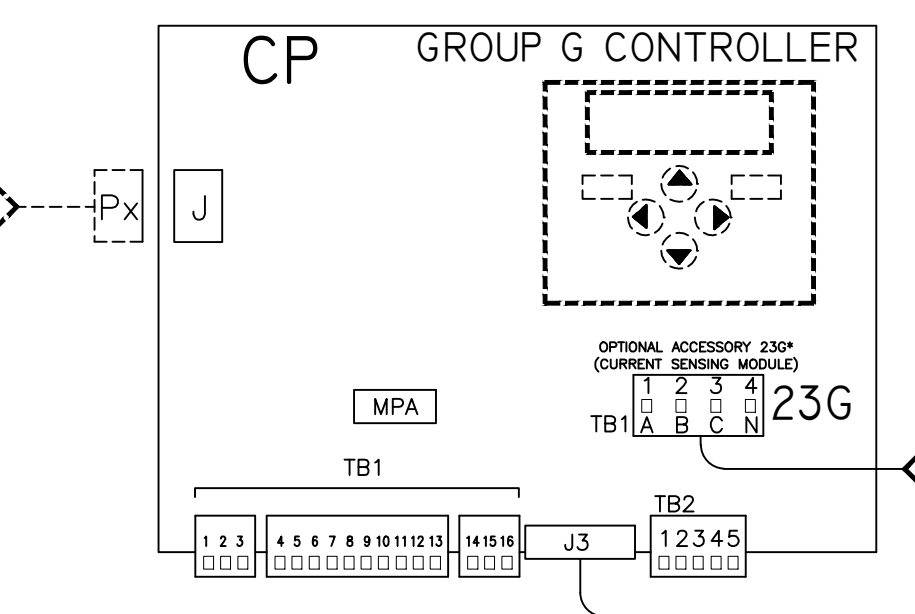 CP
GROUP G CONTROLLER
Px
J
OPTIONAL ACCESSORY 23G*
(CURRENT SENSING MODULE)
1 2 3 4
23G
TB1
A B C N
MPA
TB1
TB2
1 2 3
4 5 6 7 8 9 10 11 12 13
14 15 16
J3
1 2 3 4 5